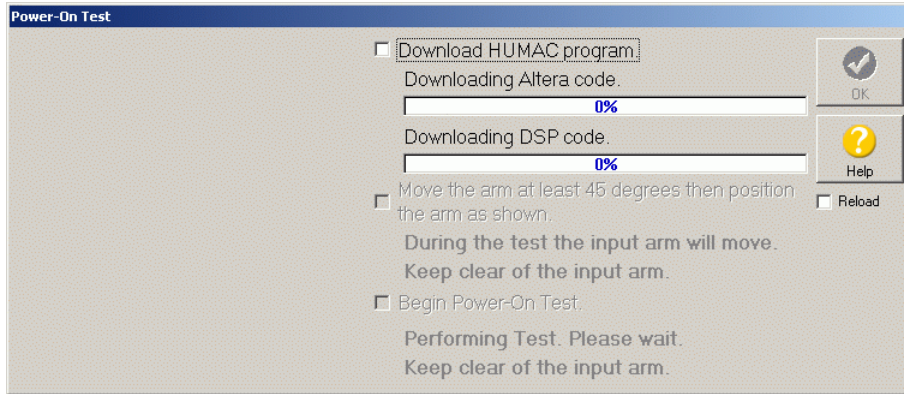 Power-On Test
Download HUMAC program.
Downloading Altera code.
0%
Downloading DSP code.
0%
Move the arm at least 45 degrees then position
the arm as shown.
During the test the input arm will move.
Keep clear of the input arm.
Begin Power-On Test.
Performing Test. Please wait.
Keep clear of the input arm.
OK
?
Help
Reload